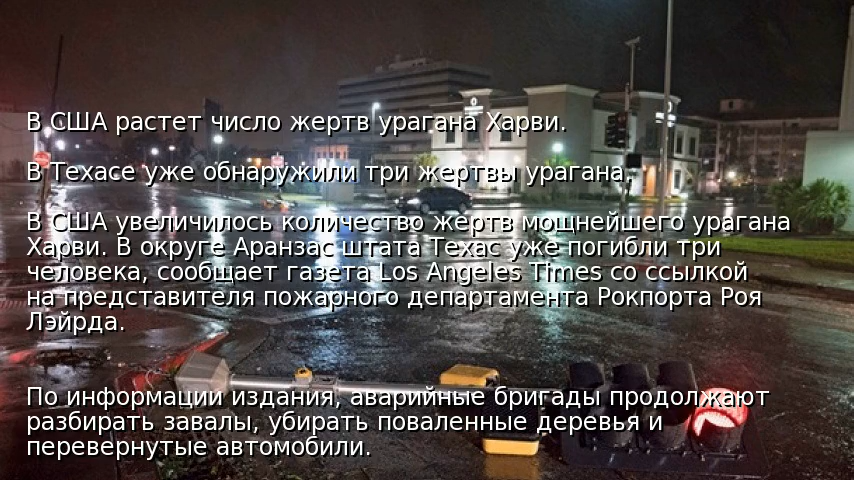 В США растет число жертв урагана Харви.
В Техасе уже обнаружили три жертвы урагана.
В США увеличилось количество жертв мощнейшего урагана
Харви. В округе Аранзас штата Техас уже погибли три
человека, сообщает газета Los Angeles Times со ссылкой
на представителя пожарного департамента Рокпорта Роя
Лэйрда.
По информации издания, аварийные бригады продолжают
разбирать завалы, убирать поваленные деревья и
перевернутые автомобили.